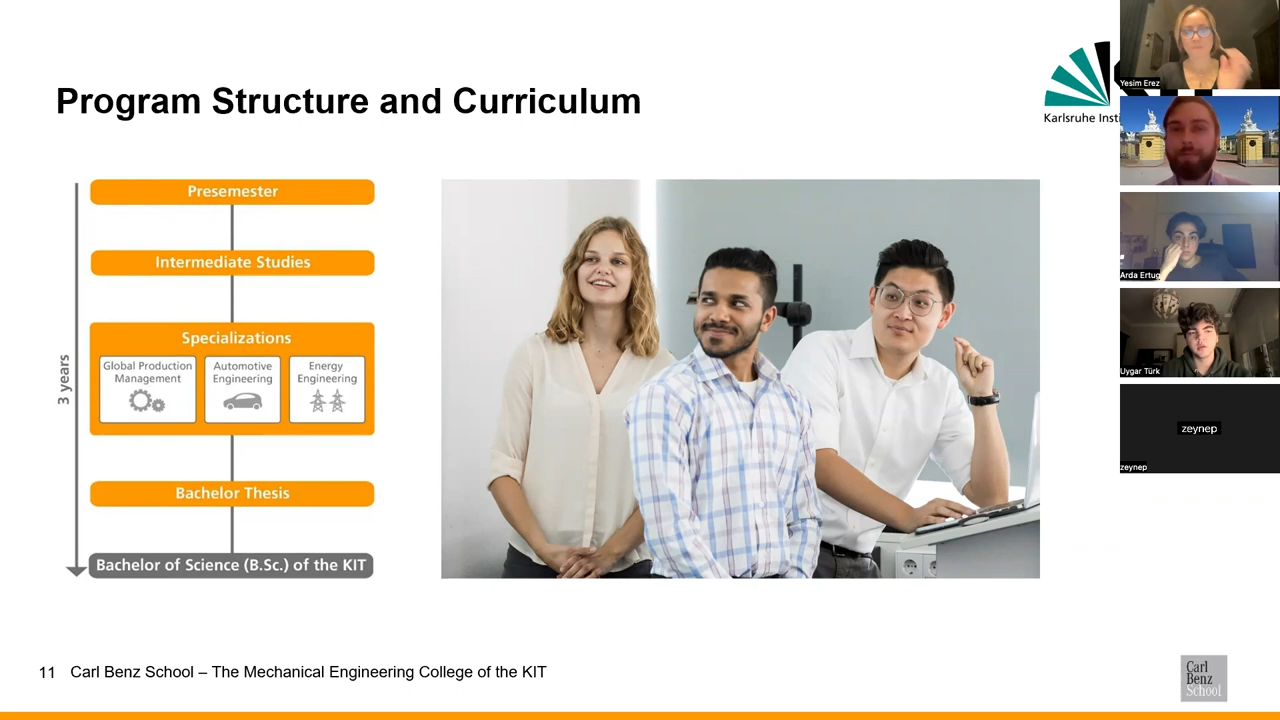 Program Structure and Curriculum
Karlsruhe Insti
Presemester
Intermediate Studies
Specializations
Global Production
Management
Automotive
Engineering
Energy
Engineering
3 years
Bachelor Thesis
Bachelor of Science (B.Sc.) of the KIT
11 Carl Benz School – The Mechanical Engineering College of the KIT
Carl
Benz
School
Yesim Erez
Arda Ertug
Uygar Türk
zeynep
zeynep